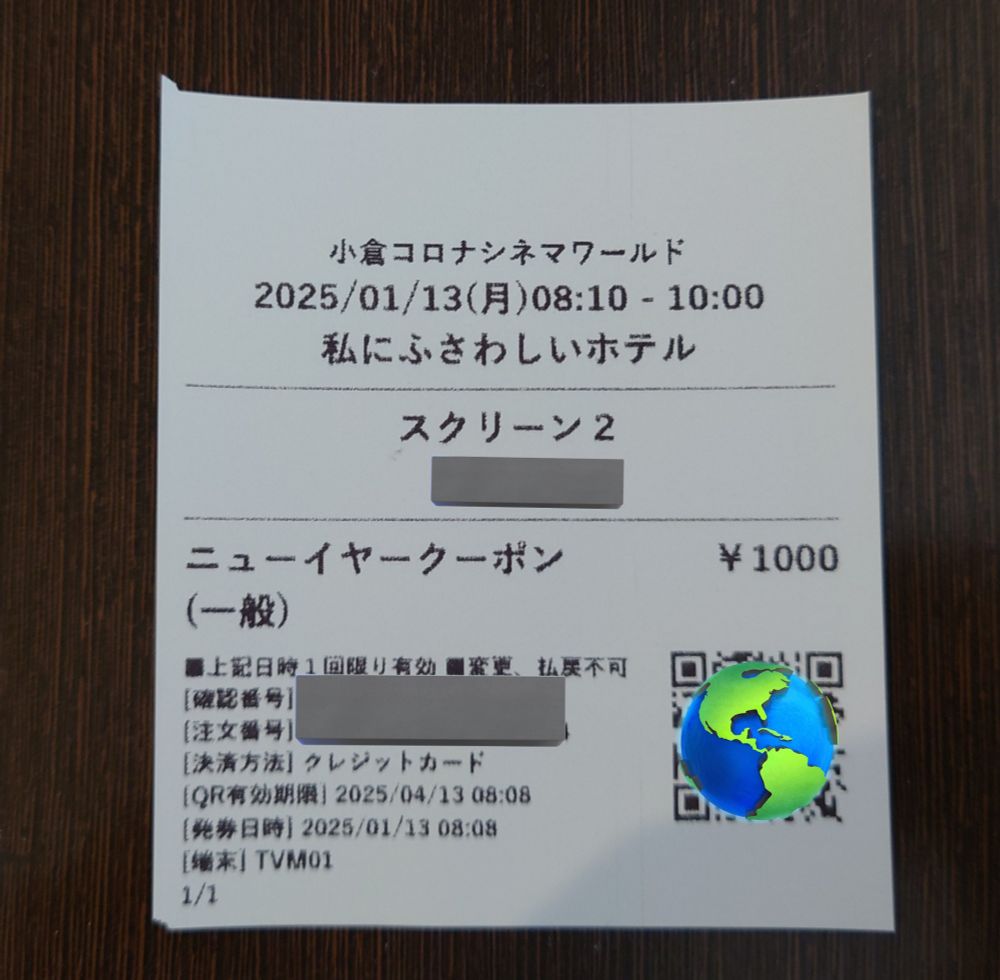 小倉コロナシネマワールド
2025/01/13(月)08:10 - 10:00
私にふさわしいホテル
スクリーン2
ニューイヤークーポン ¥1000
(一般)
■上記日時1回限り有効 ■変更、払戻不可
[確認番号]
[注文番号]
[決済方法] クレジットカード
[QR有効期限] 2025/04/13 08:08
[発券日時] 2025/01/13 08:08
[端末] TVM01
1/1